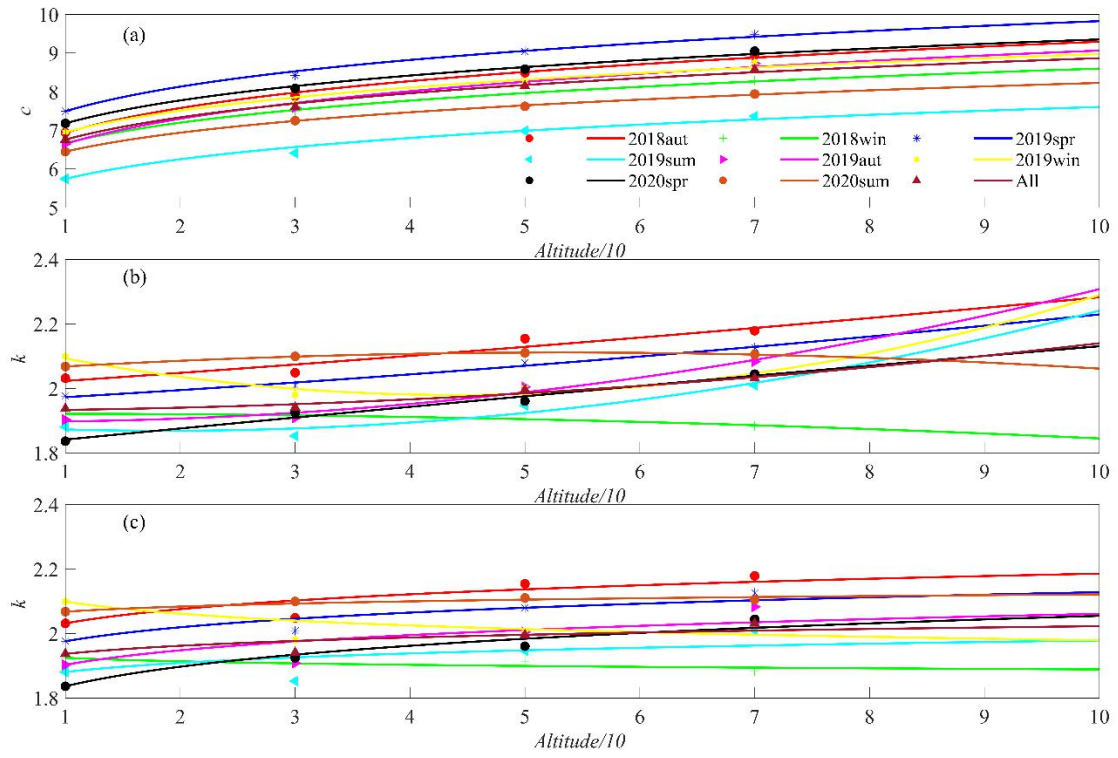 10
(a)
9
8
c
7
2018aut 2018win 2019spr
2019sum 2019aut 2019win
6
2020spr 2020sum All
5
1 2 3 4 5 6 7 8 9 10
Altitude/10
2.4
(b)
2.2
k
2
1.8
1 2 3 4 5 6 7 8 9 10
Altitude/10
2.4
(c)
2.2
k
2
1.8
1 2 3 4 5 6 7 8 9 10
Altitude/10